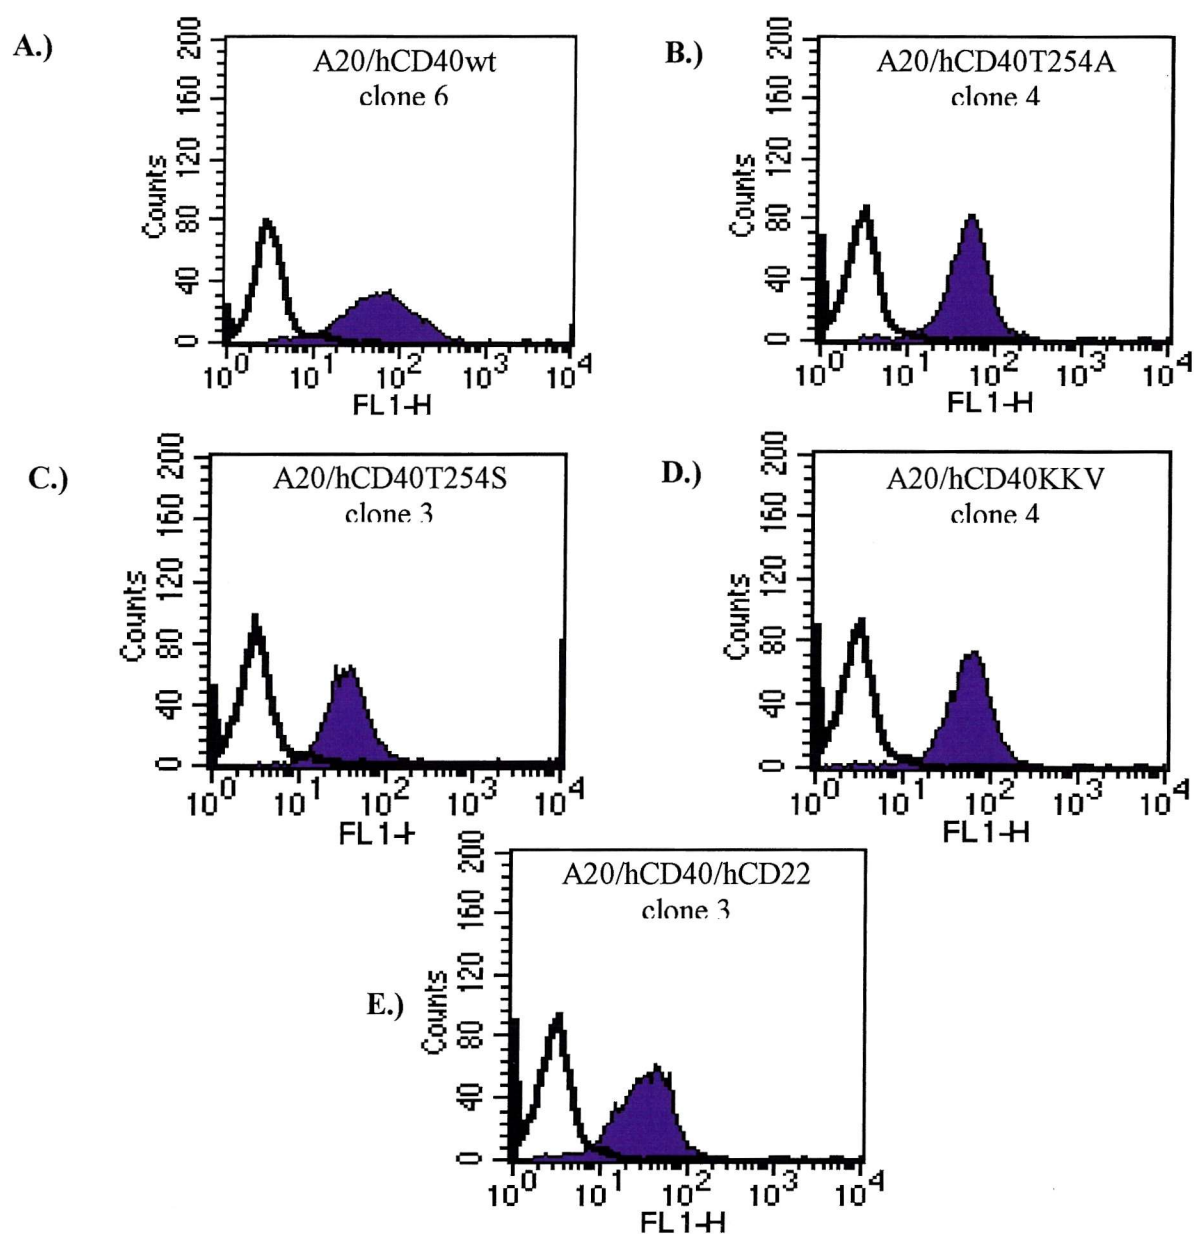 A.)
A20/hCD40wt
clone 6
Counts
200
160
120
80
40
0
10^0 10^1 10^2 10^3 10^4
FL1-H
B.)
A20/hCD40T254A
clone 4
Counts
200
160
120
80
40
0
10^0 10^1 10^2 10^3 10^4
FL1-H
C.)
A20/hCD40T254S
clone 3
Counts
200
160
120
80
40
0
10^0 10^1 10^2 10^3 10^4
FL1-H
D.)
A20/hCD40KKV
clone 4
Counts
200
160
120
80
40
0
10^0 10^1 10^2 10^3 10^4
FL1-H
E.)
A20/hCD40/hCD22
clone 3
Counts
200
160
120
80
40
0
10^0 10^1 10^2 10^3 10^4
FL1-H